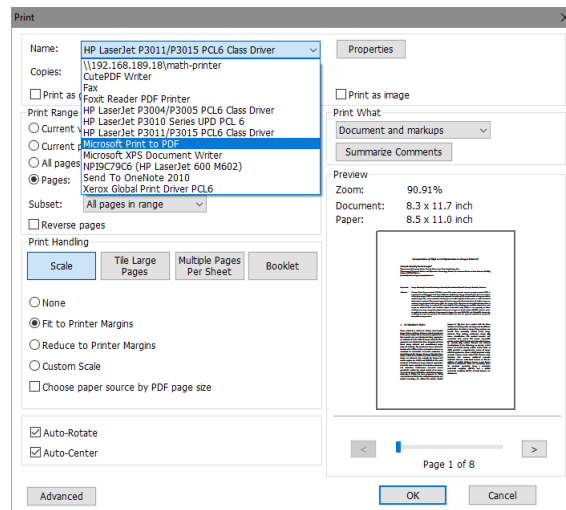 Print
Name: HP LaserJet P3011/P3015 PCL6 Class Driver Properties
\\192.168.189.18\math-printer
Copies: CutePDF Writer
Fax
Print as Foxit Reader PDF Printer Print as image
HP LaserJet P3004/P3005 PCL6 Class Driver
Print Range HP LaserJet P3010 Series UPD PCL 6 Print What
Current HP LaserJet P3011/P3015 PCL6 Class Driver Document and markups
Current Microsoft Print to PDF
Microsoft XPS Document Writer Summarize Comments
All pages NPI9C79C6 (HP LaserJet 600 M602)
Pages: Send To OneNote 2010 Preview
Xerox Global Print Driver PCL6 Zoom: 90.91%
Subset: All pages in range Document: 8.3 x 11.7 inch
Reverse pages Paper: 8.5 x 11.0 inch
Print Handling
Scale Tile Large Pages Multiple Pages Per Sheet Booklet
None
Fit to Printer Margins
Reduce to Printer Margins
Custom Scale
Choose paper source by PDF page size
Auto-Rotate
Auto-Center < >
Page 1 of 8
Advanced OK Cancel